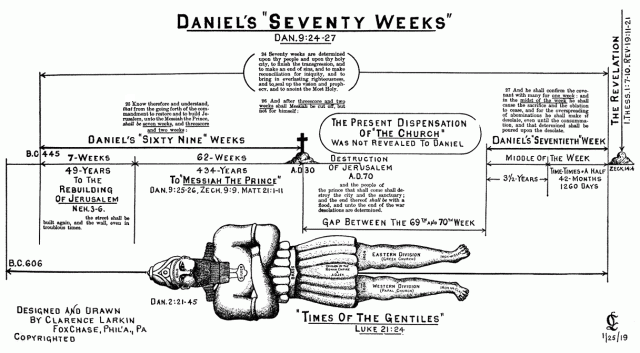 DANIEL'S "SEVENTY WEEKS"
DAN. 9:24-27
24 Seventy weeks are determined
upon thy people and upon thy holy
city, to finish the transgression, and
to make an end of sins, and to make
reconciliation for iniquity, and to
bring in everlasting righteousness,
and to seal up the vision and proph-
ecy, and to anoint the Most Holy.
THE REVELATION
1. THESS. 1:7-10. REV. 19:11-21
25 Know therefore and understand,
that from the going forth of the com-
mandment to restore and to build Je-
rusalem, unto the Messiah the Prince,
shall be seven weeks, and threescore
and two weeks:
26 And after threescore and two
weeks shall Messiah be cut off, but
not for himself:
27 And he shall confirm the cove-
nant with many for one week: and
in the midst of the week he shall
cause the sacrifice and the oblation
to cease, and for the overspreading
of abominations he shall make it
desolate, even until the consumma-
tion, and that determined shall be
poured upon the desolate.
THE PRESENT DISPENSATION
OF "THE CHURCH"
WAS NOT REVEALED TO DANIEL
DANIEL'S "SIXTY NINE" WEEKS
DANIEL'S "SEVENTIETH" WEEK
B.C. 445
7-WEEKS
62-WEEKS
A.D. 30
DESTRUCTION
OF JERUSALEM
A.D. 70
MIDDLE OF THE WEEK
ZECH. 14:4
49-YEARS
TO THE
REBUILDING
OF JERUSALEM
NEH. 3-6.
the street shall be
built again, and the wall, even in
troublous times.
434-YEARS
TO "MESSIAH THE PRINCE"
DAN. 9:25-26, ZECH. 9:9. MATT. 21:1-11
and the people of
the prince that shall come shall de-
stroy the city and the sanctuary;
and the end thereof shall be with a
flood, and unto the end of the war
desolations are determined.
3½-YEARS
TIME-TIMES+A HALF
42-MONTHS
1260 DAYS
GAP BETWEEN THE 69TH AND 70TH WEEK
B.C. 606
EASTERN DIVISION
(GREEK CHURCH)
WESTERN DIVISION
(PAPAL CHURCH)
DAN. 2:31-45
"TIMES OF THE GENTILES"
LUKE 21:24
DESIGNED AND DRAWN
BY CLARENCE LARKIN
FOXCHASE, PHIL'A., PA
COPYRIGHTED
1/25/19